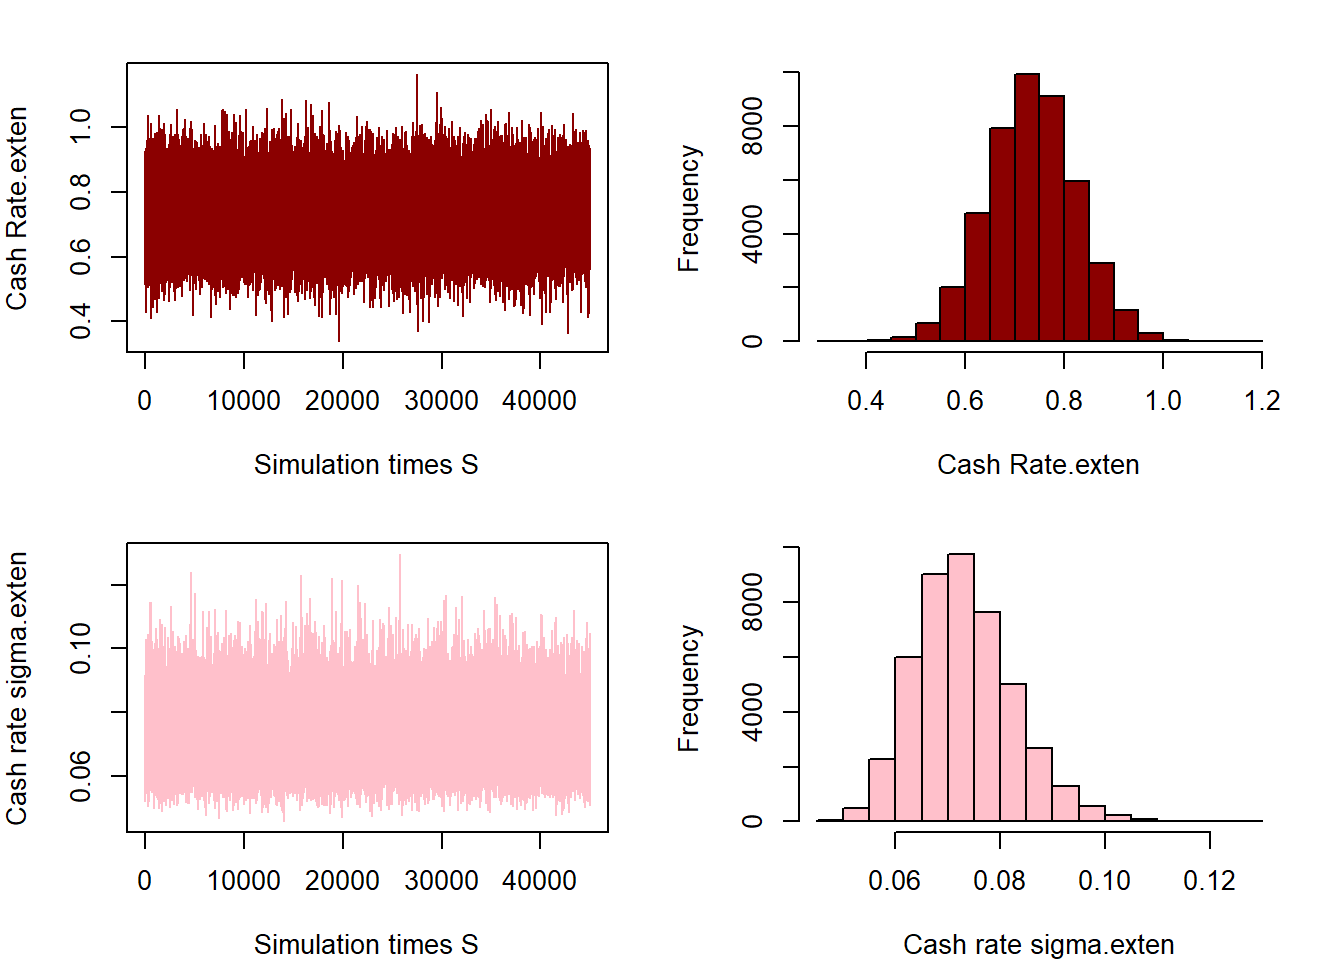 Cash Rate.exten
1.0
0.8
0.6
0.4
0 10000 20000 30000 40000
Simulation times S
Frequency
8000
4000
0
0.4 0.6 0.8 1.0 1.2
Cash Rate.exten
Cash rate sigma.exten
0.10
0.06
0 10000 20000 30000 40000
Simulation times S
Frequency
8000
4000
0
0.06 0.08 0.10 0.12
Cash rate sigma.exten